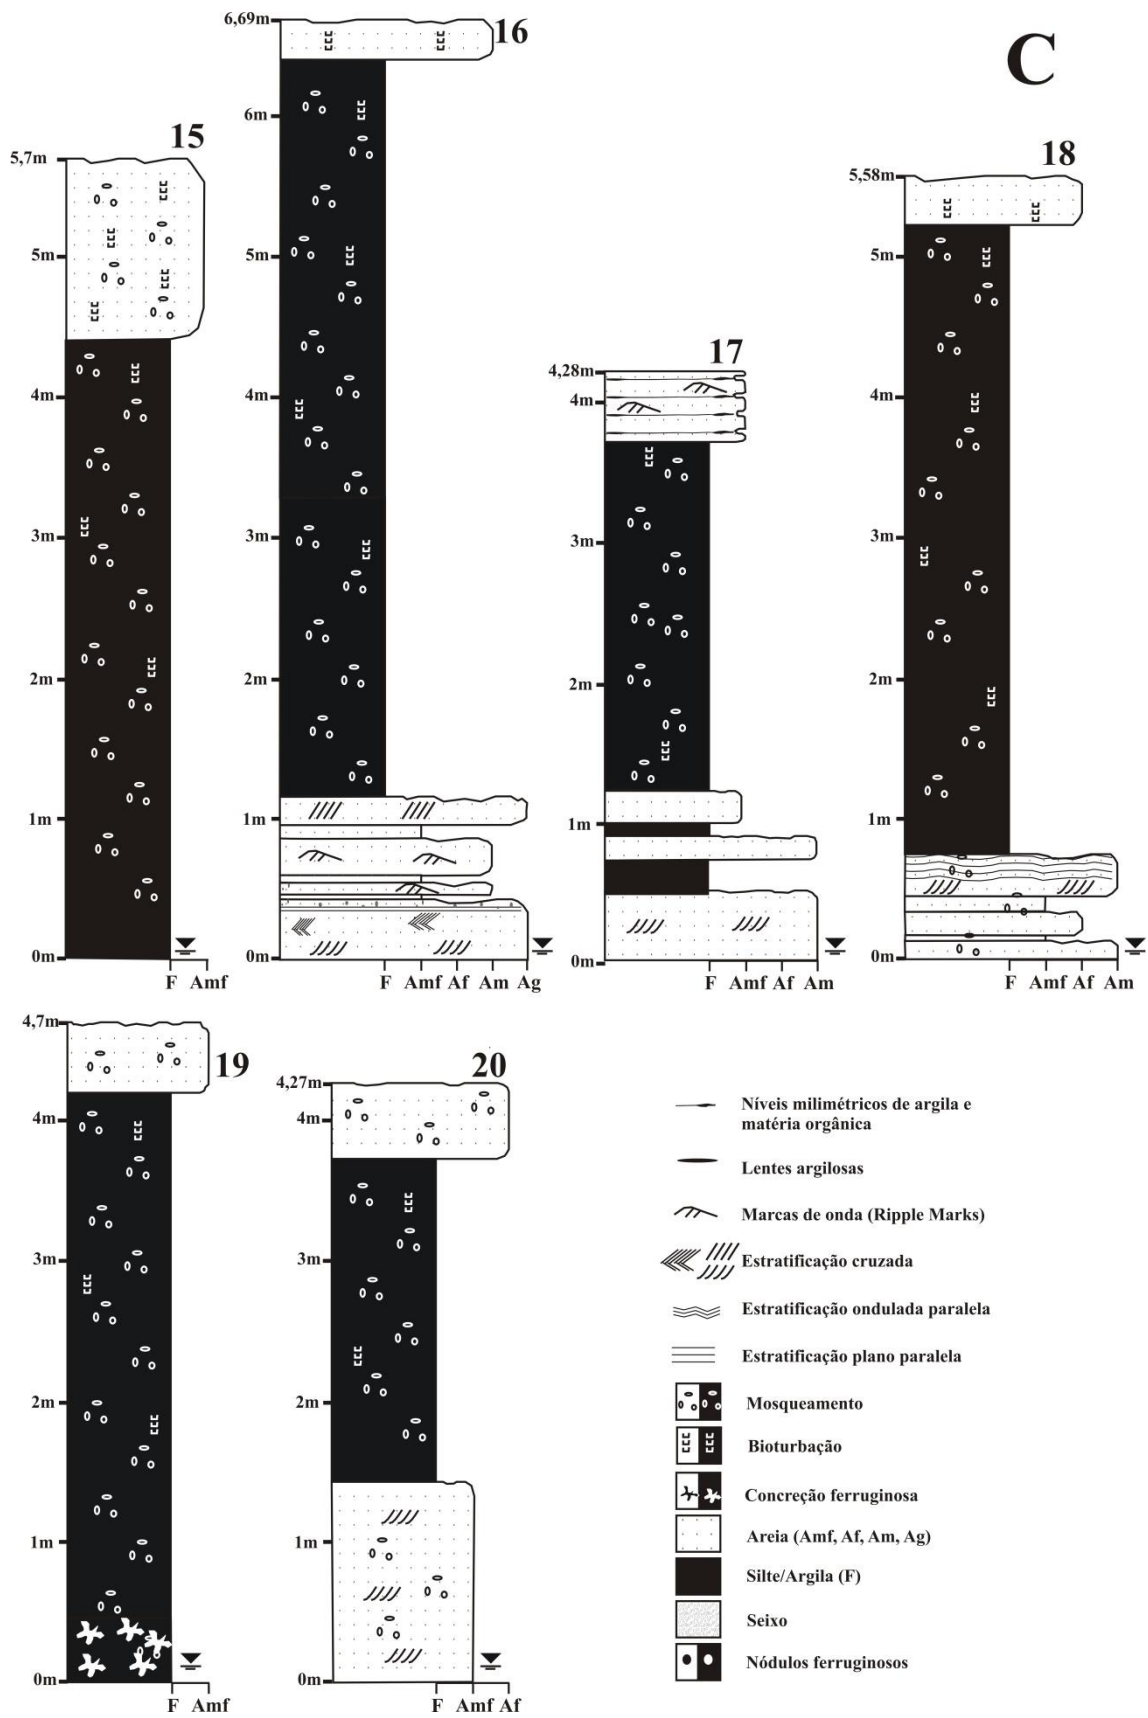 C
15
5,7m
5m
4m
3m
2m
1m
0m
F Amf
16
6,69m
6m
5m
4m
3m
2m
1m
0m
F Amf Af Am Ag
17
4,28m
4m
3m
2m
1m
0m
F Amf Af Am
18
5,58m
5m
4m
3m
2m
1m
0m
F Amf Af Am
19
4,7m
4m
3m
2m
1m
0m
F Amf
20
4,27m
4m
3m
2m
1m
0m
F Amf Af
Níveis milimétricos de argila e
matéria orgânica
Lentes argilosas
Marcas de onda (Ripple Marks)
Estratificação cruzada
Estratificação ondulada paralela
Estratificação plano paralela
Mosqueamento
Bioturbação
Concreção ferruginosa
Areia (Amf, Af, Am, Ag)
Silte/Argila (F)
Seixo
Nódulos ferruginosos